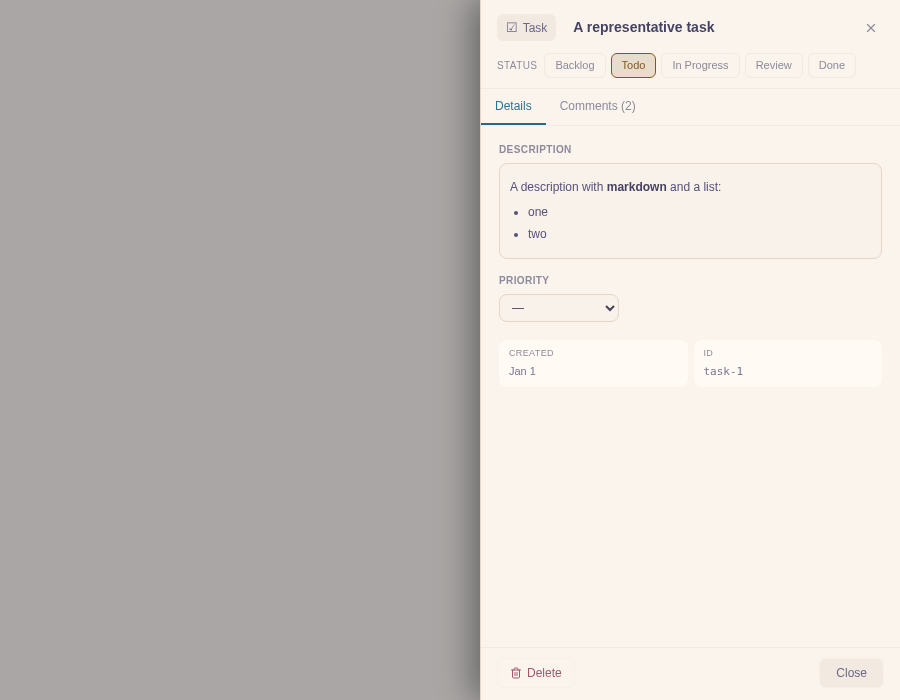 ☑ Task A representative task ×
STATUS Backlog Todo In Progress Review Done
Details Comments (2)
DESCRIPTION
A description with markdown and a list:
• one
• two
PRIORITY
—
CREATED ID
Jan 1 task-1
Delete Close